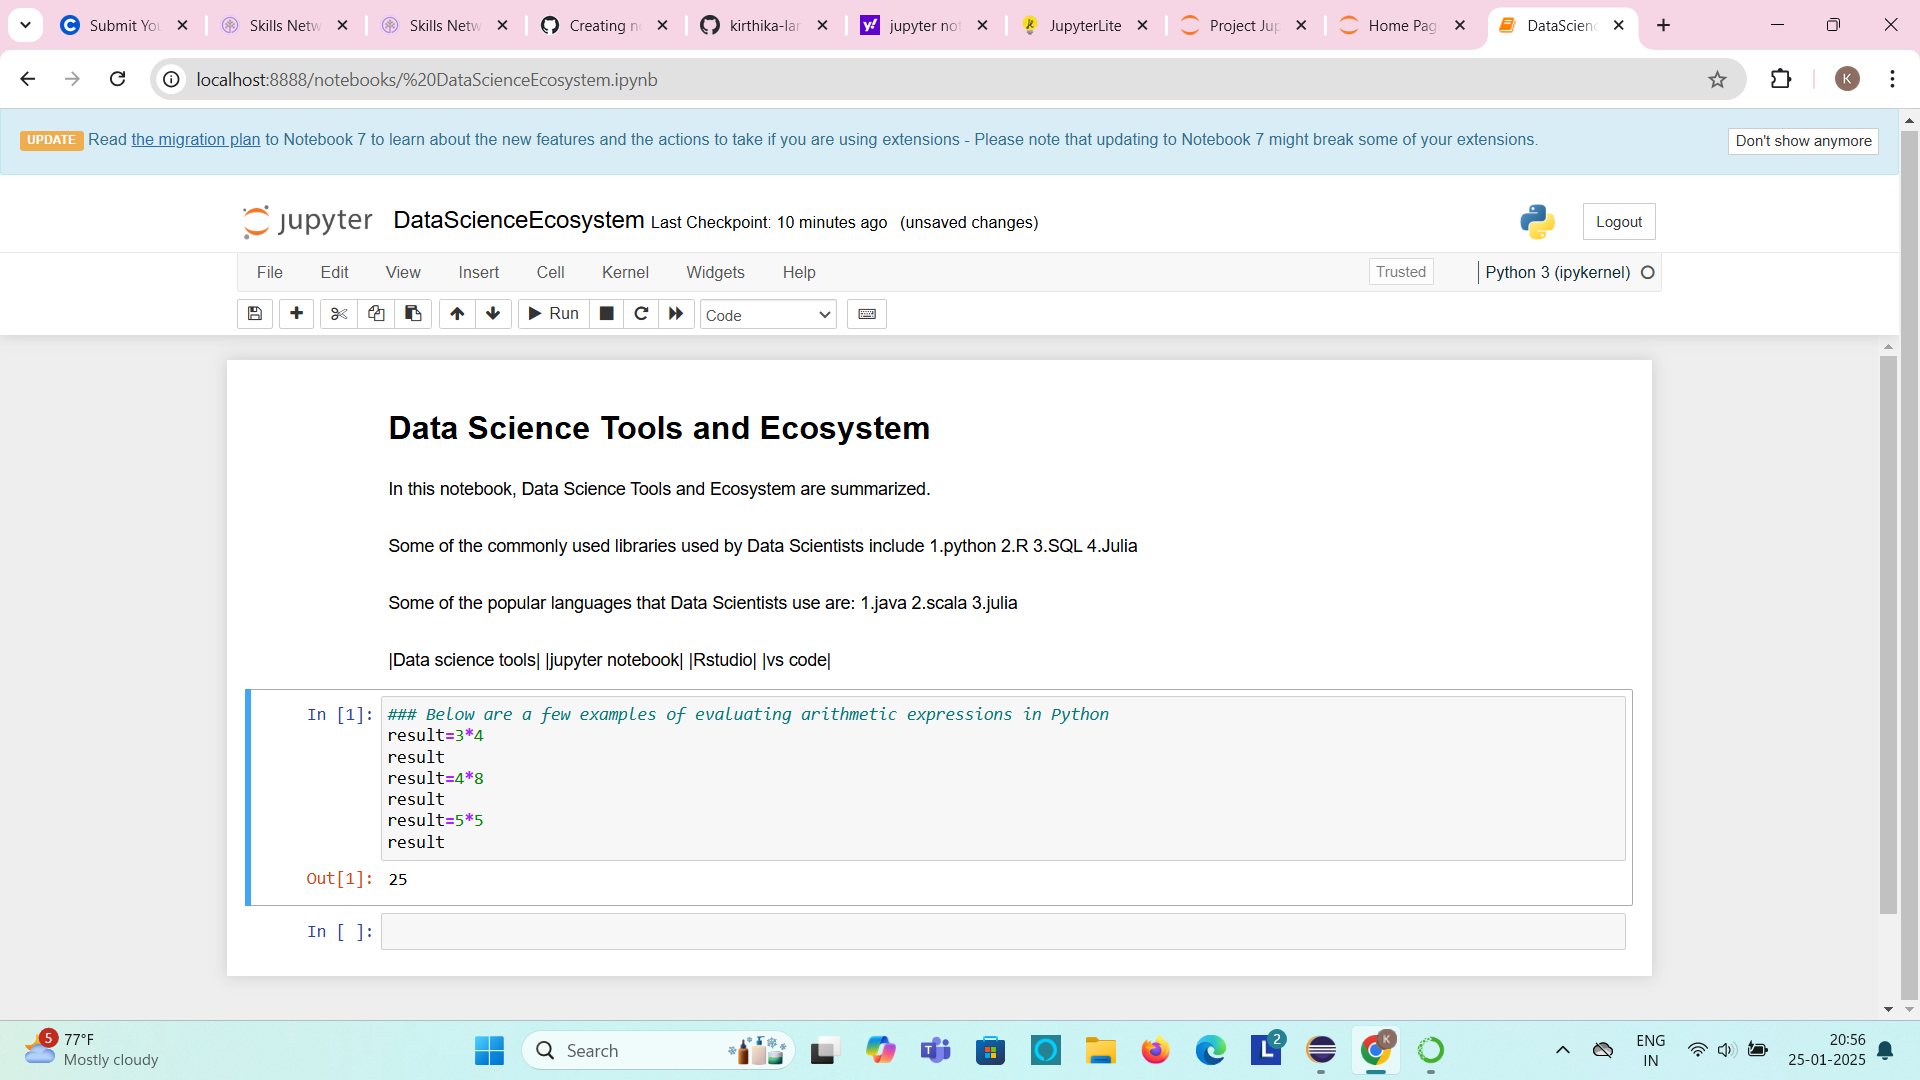 Submit Yo
Skills Netw
Skills Netw
Creating n
kirthika-lar
jupyter not
JupyterLite
Project Jup
Home Pag
DataScienc
localhost:8888/notebooks/%20DataScienceEcosystem.ipynb
K
UPDATE Read the migration plan to Notebook 7 to learn about the new features and the actions to take if you are using extensions - Please note that updating to Notebook 7 might break some of your extensions.
Don't show anymore
jupyter DataScienceEcosystem Last Checkpoint: 10 minutes ago (unsaved changes)
Logout
File Edit View Insert Cell Kernel Widgets Help
Trusted
Python 3 (ipykernel)
Run
Code
Data Science Tools and Ecosystem
In this notebook, Data Science Tools and Ecosystem are summarized.
Some of the commonly used libraries used by Data Scientists include 1.python 2.R 3.SQL 4.Julia
Some of the popular languages that Data Scientists use are: 1.java 2.scala 3.julia
|Data science tools| |jupyter notebook| |Rstudio| |vs code|
In [1]: ### Below are a few examples of evaluating arithmetic expressions in Python
result=3*4
result
result=4*8
result
result=5*5
result
Out[1]: 25
In [ ]:
5
77°F
Mostly cloudy
Search
L 2
K
ENG
IN
20:56
25-01-2025